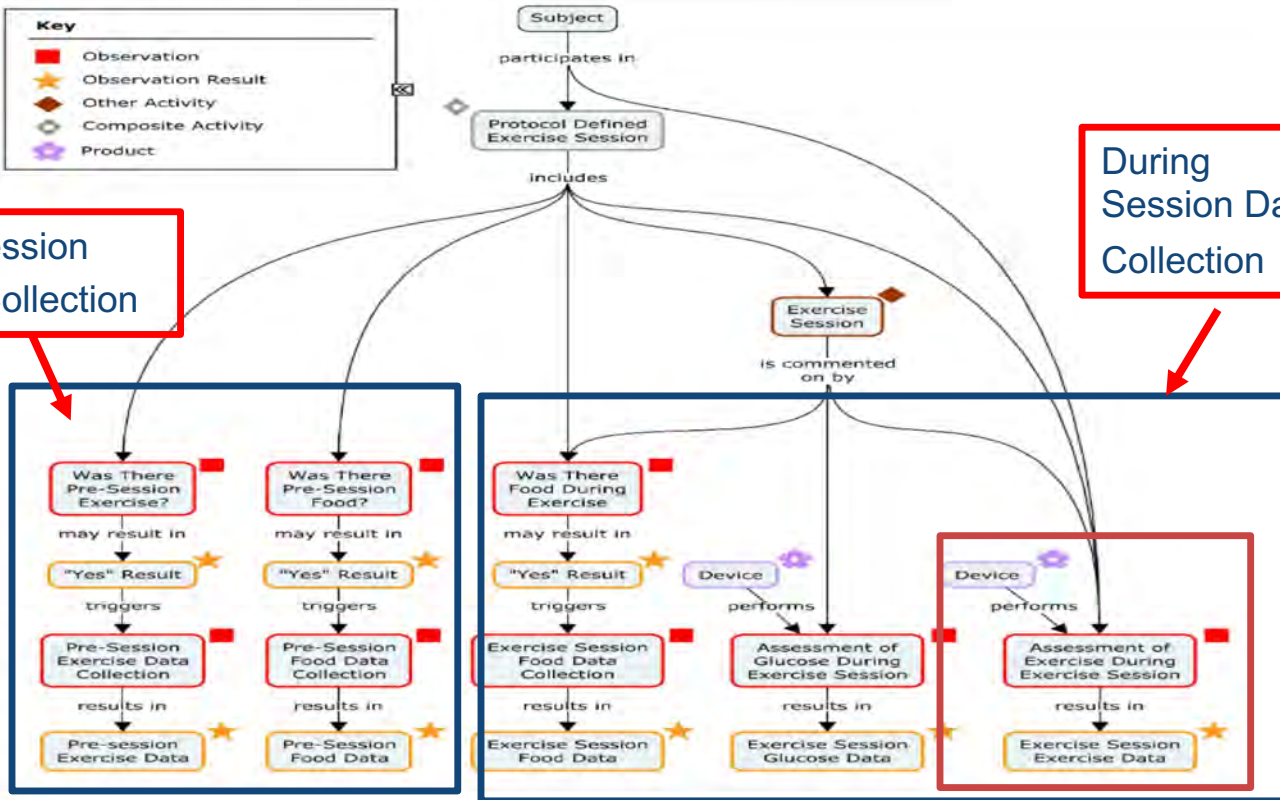 Key
Observation
Observation Result
Other Activity
Composite Activity
Product
Subject
participates in
Protocol Defined
Exercise Session
includes
ssion
ollection
During
Session Da
Collection
Exercise
Session
is commented
on by
Was There
Pre-Session
Exercise?
may result in
"Yes" Result
triggers
Pre-Session
Exercise Data
Collection
results in
Pre-session
Exercise Data
Was There
Pre-Session
Food?
may result in
"Yes" Result
triggers
Pre-Session
Food Data
Collection
results in
Pre-Session
Food Data
Was There
Food During
Exercise
may result in
"Yes" Result
triggers
Exercise Session
Food Data
Collection
results in
Exercise Session
Food Data
Device
performs
Assessment of
Glucose During
Exercise Session
results in
Exercise Session
Glucose Data
Device
performs
Assessment of
Exercise During
Exercise Session
results in
Exercise Session
Exercise Data